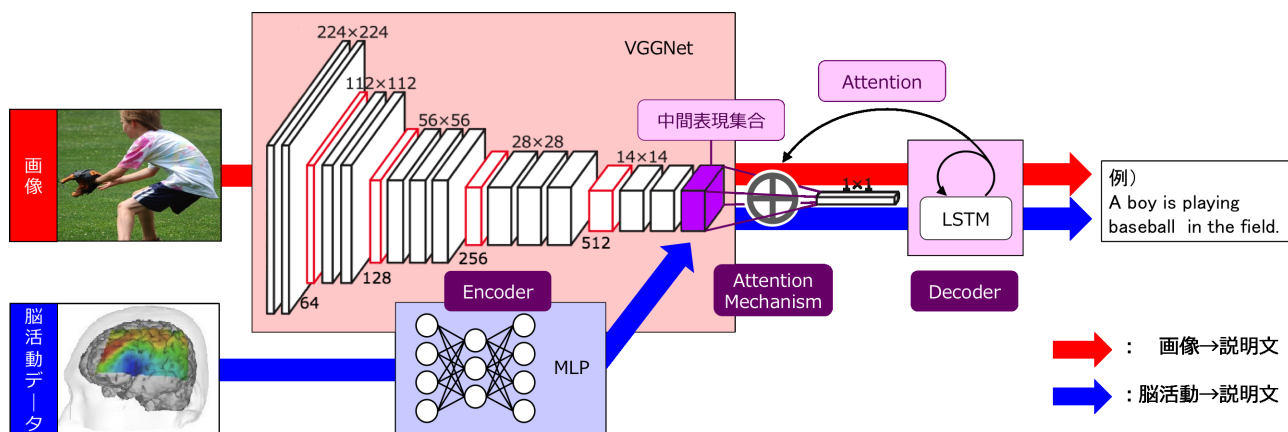 画像
脳活動データ
224×224
112×112
56×56
28×28
14×14
1×1
64
128
256
512
VGGNet
中間表現集合
Attention
Encoder
MLP
Attention
Mechanism
LSTM
Decoder
例）
A boy is playing
baseball in the field.
： 画像→説明文
：脳活動→説明文